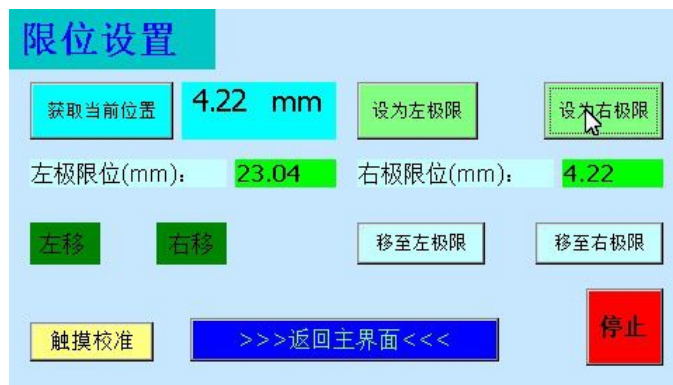 限位设置
获取当前位置 4.22 mm 设为左极限 设为右极限
左极限位(mm): 23.04 右极限位(mm): 4.22
左移 右移 移至左极限 移至右极限
触摸校准 >>>返回主界面<<< 停止